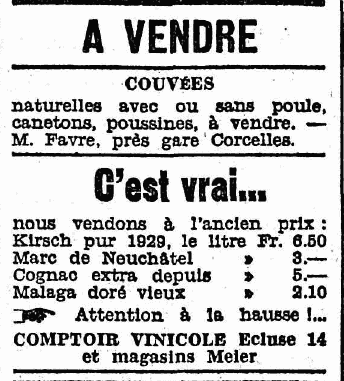 A VENDRE
COUVÉES
naturelles avec ou sans poule,
canetons, poussines, à vendre. —
M. Favre, près gare Corcelles.
C'est vrai...
nous vendons à l'ancien prix :
Kirsch pur 1929, le litre Fr. 6.50
Marc de Neuchâtel » 3.—
Cognac extra depuis » 5.—
Malaga doré vieux » 2.10
Attention à la hausse !...
COMPTOIR VINICOLE Ecluse 14
et magasins Meier